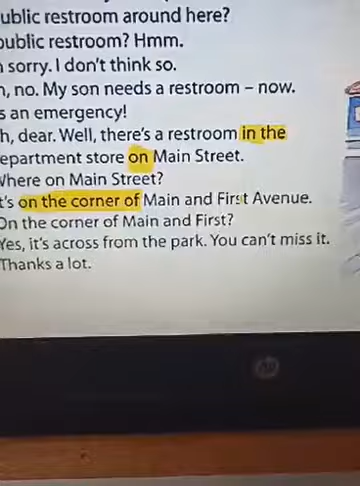 ublic restroom around here?
public restroom? Hmm.
sorry. I don't think so.
no. My son needs a restroom – now.
s an emergency!
h, dear. Well, there's a restroom in the
epartment store on Main Street.
Where on Main Street?
t's on the corner of Main and First Avenue.
On the corner of Main and First?
Yes, it's across from the park. You can't miss it.
Thanks a lot.
hp